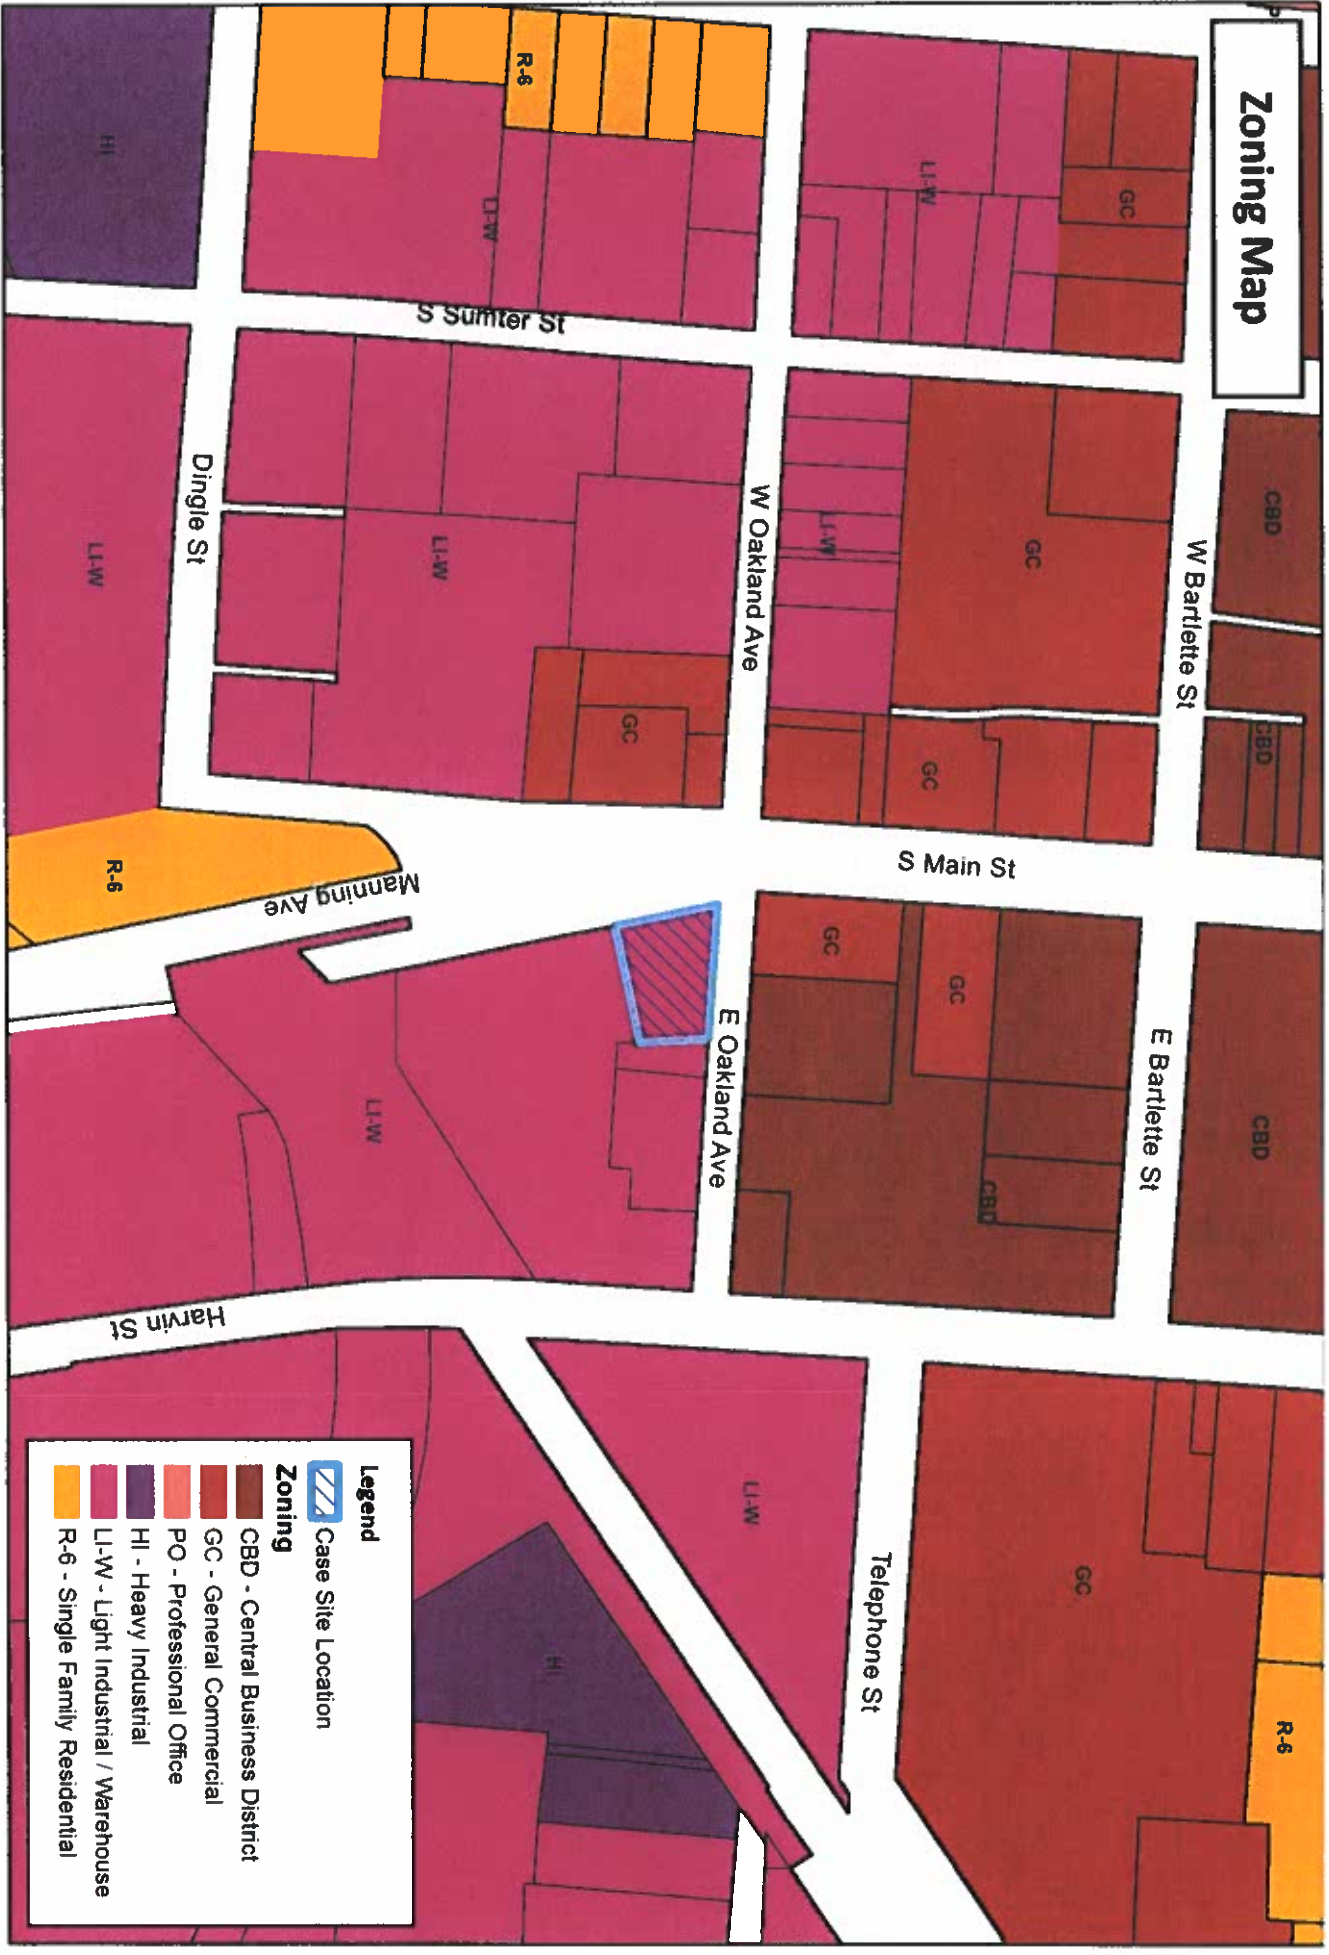 Zoning Map
CBD
CBD
CBD
R-6
W Bartlette St
E Bartlette St
GC
GC
GC
CBD
LI-W
GC
S Main St
GC
Telephone St
LI-W
GC
W Oakland Ave
E Oakland Ave
LI-W
GC
R-6
HI
LI-W
S Sumter St
LI-W
LI-W
Manning Ave
Dingle St
Harvin St
HI
LI-W
R-6
Legend
Case Site Location
Zoning
CBD - Central Business District
GC - General Commercial
PO - Professional Office
HI - Heavy Industrial
LI-W - Light Industrial / Warehouse
R-6 - Single Family Residential